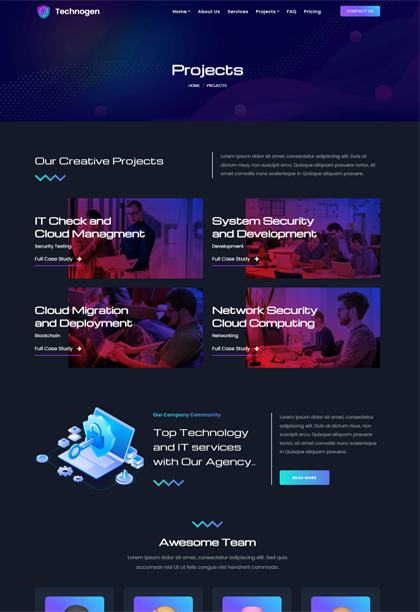 Technogen
Home
About Us
Services
Projects
FAQ
Pricing
CONTACT US
Projects
HOME / PROJECTS
Our Creative Projects
Lorem ipsum dolor sit amet, consectetur adipiscing elit. Duis at
dictum risus, non suscipit arcu. Quisque aliquam posuere tortor, sit
amet convallis nunc scelerisque in Quisque aliquam posuere.
IT Check and
Cloud Managment
Security Testing
Full Case Study
System Security
and Development
Development
Full Case Study
Cloud Migration
and Deployment
Blockchain
Full Case Study
Network Security
Cloud Computing
Networking
Full Case Study
Our Company Community
Top Technology
and IT services
with Our Agency..
Lorem ipsum dolor sit amet, consectetur
adipiscing elit. Duis at dictum risus, non
suscipit arcu. Quisque aliquam posuere
tortor, sit amet convallis nunc scelerisque
in Quisque aliquam posuere.
READ MORE
Awesome Team
Lorem ipsum dolor sit amet, consectetur adipiscing elit. Sed quis
accumsan nisl Ut ut felis congue nisl hendrerit commodo.